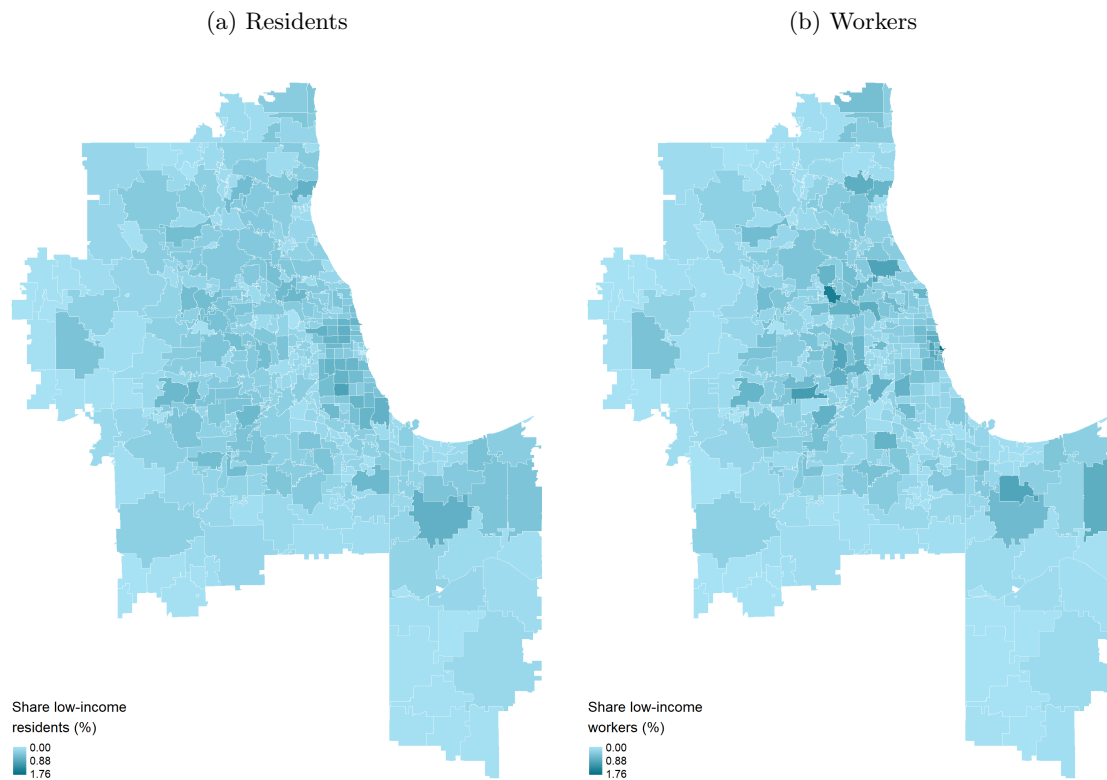 (a) Residents
(b) Workers
Share low-income
residents (%)
0.00
0.88
1.76
Share low-income
workers (%)
0.00
0.88
1.76